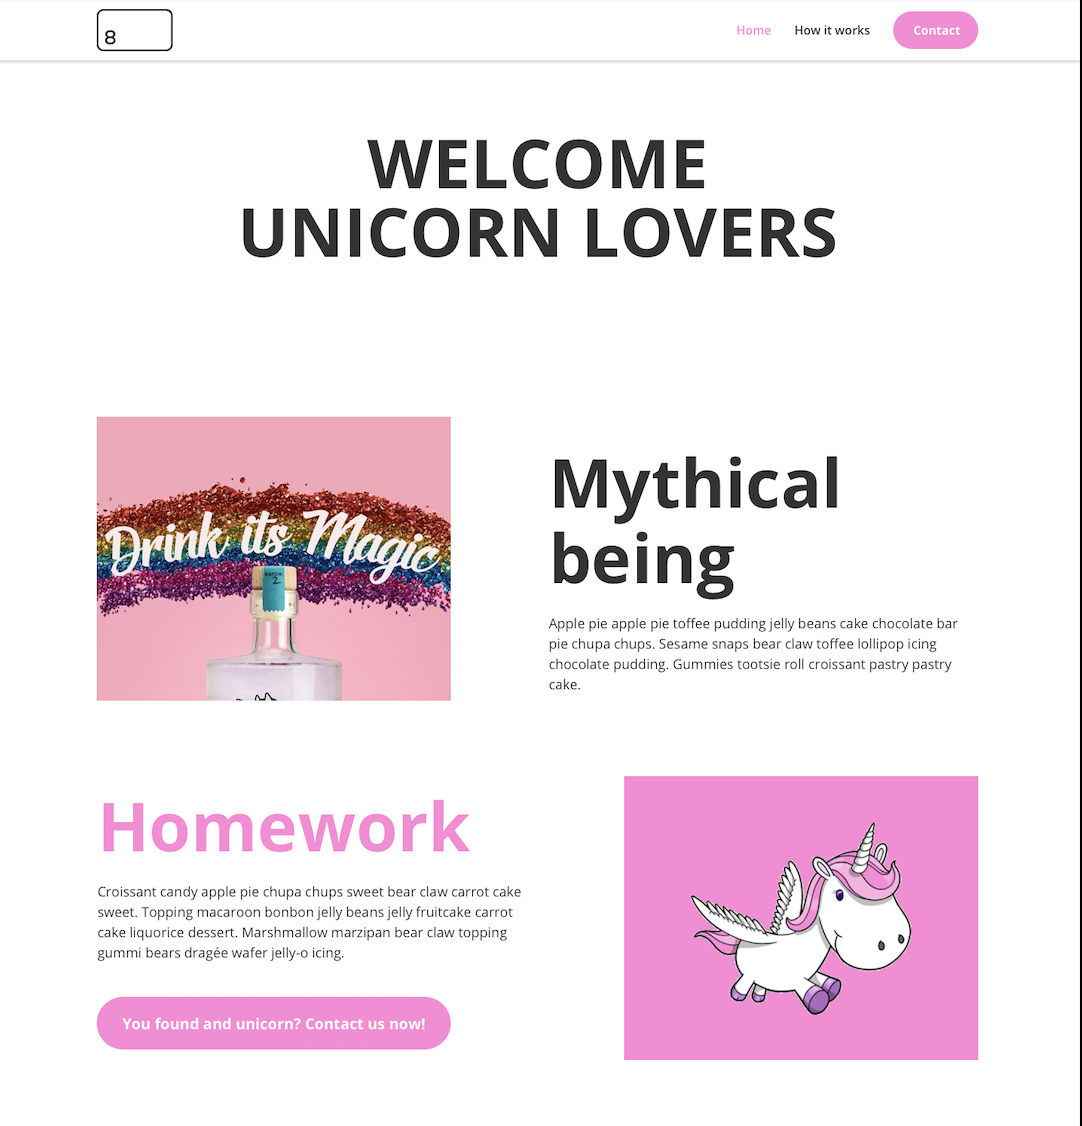 8
Home How it works Contact
WELCOME
UNICORN LOVERS
Drink its Magic
BATCH
2
Mythical
being
Apple pie apple pie toffee pudding jelly beans cake chocolate bar
pie chupa chups. Sesame snaps bear claw toffee lollipop icing
chocolate pudding. Gummies tootsie roll croissant pastry pastry
cake.
Homework
Croissant candy apple pie chupa chups sweet bear claw carrot cake
sweet. Topping macaroon bonbon jelly beans jelly fruitcake carrot
cake liquorice dessert. Marshmallow marzipan bear claw topping
gummi bears dragée wafer jelly-o icing.
You found and unicorn? Contact us now!